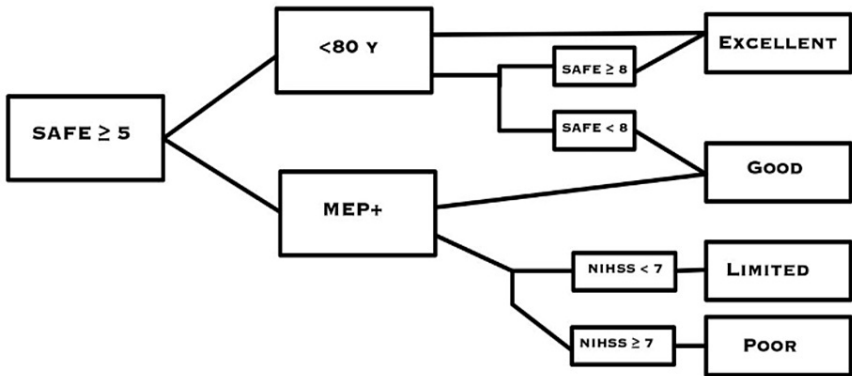 <80 Y
EXCELLENT
SAFE ≥ 8
SAFE ≥ 5
SAFE < 8
GOOD
MEP+
NIHSS < 7
LIMITED
NIHSS ≥ 7
POOR